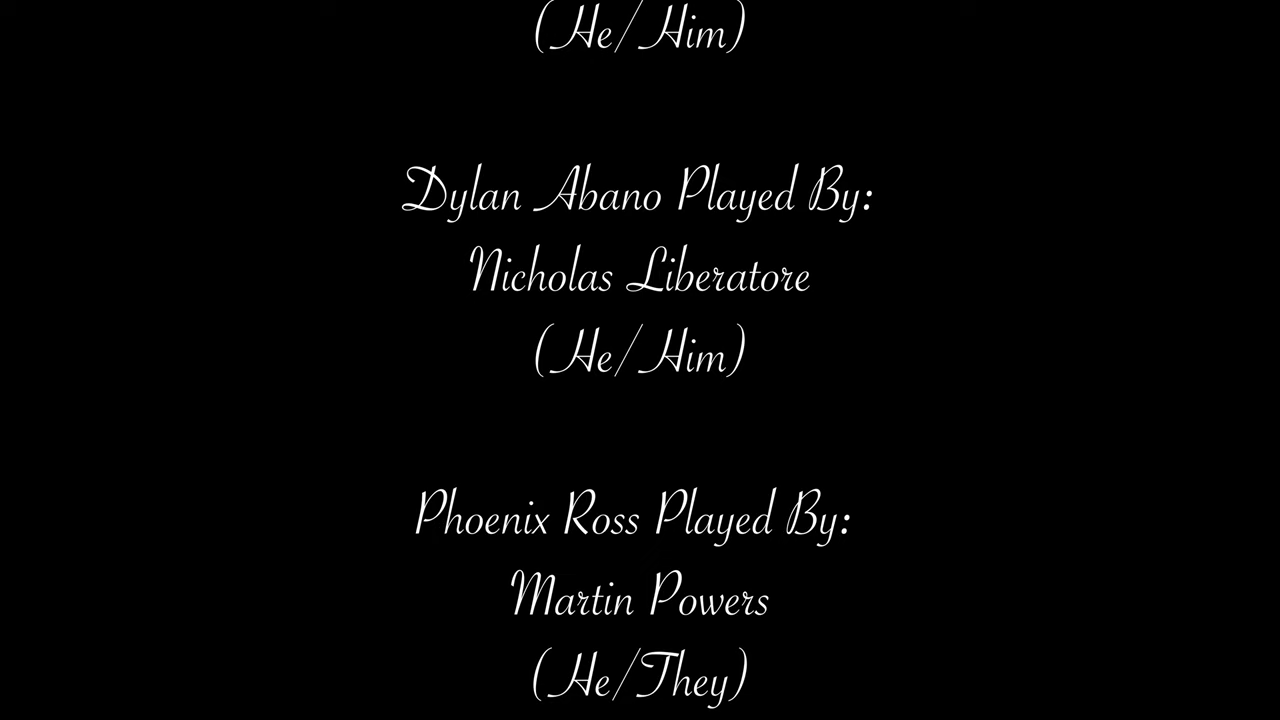 (He/Him)
Dylan Abano Played By:
Nicholas Liberatore
(He/Him)
Phoenix Ross Played By:
Martin Powers
(He/They)